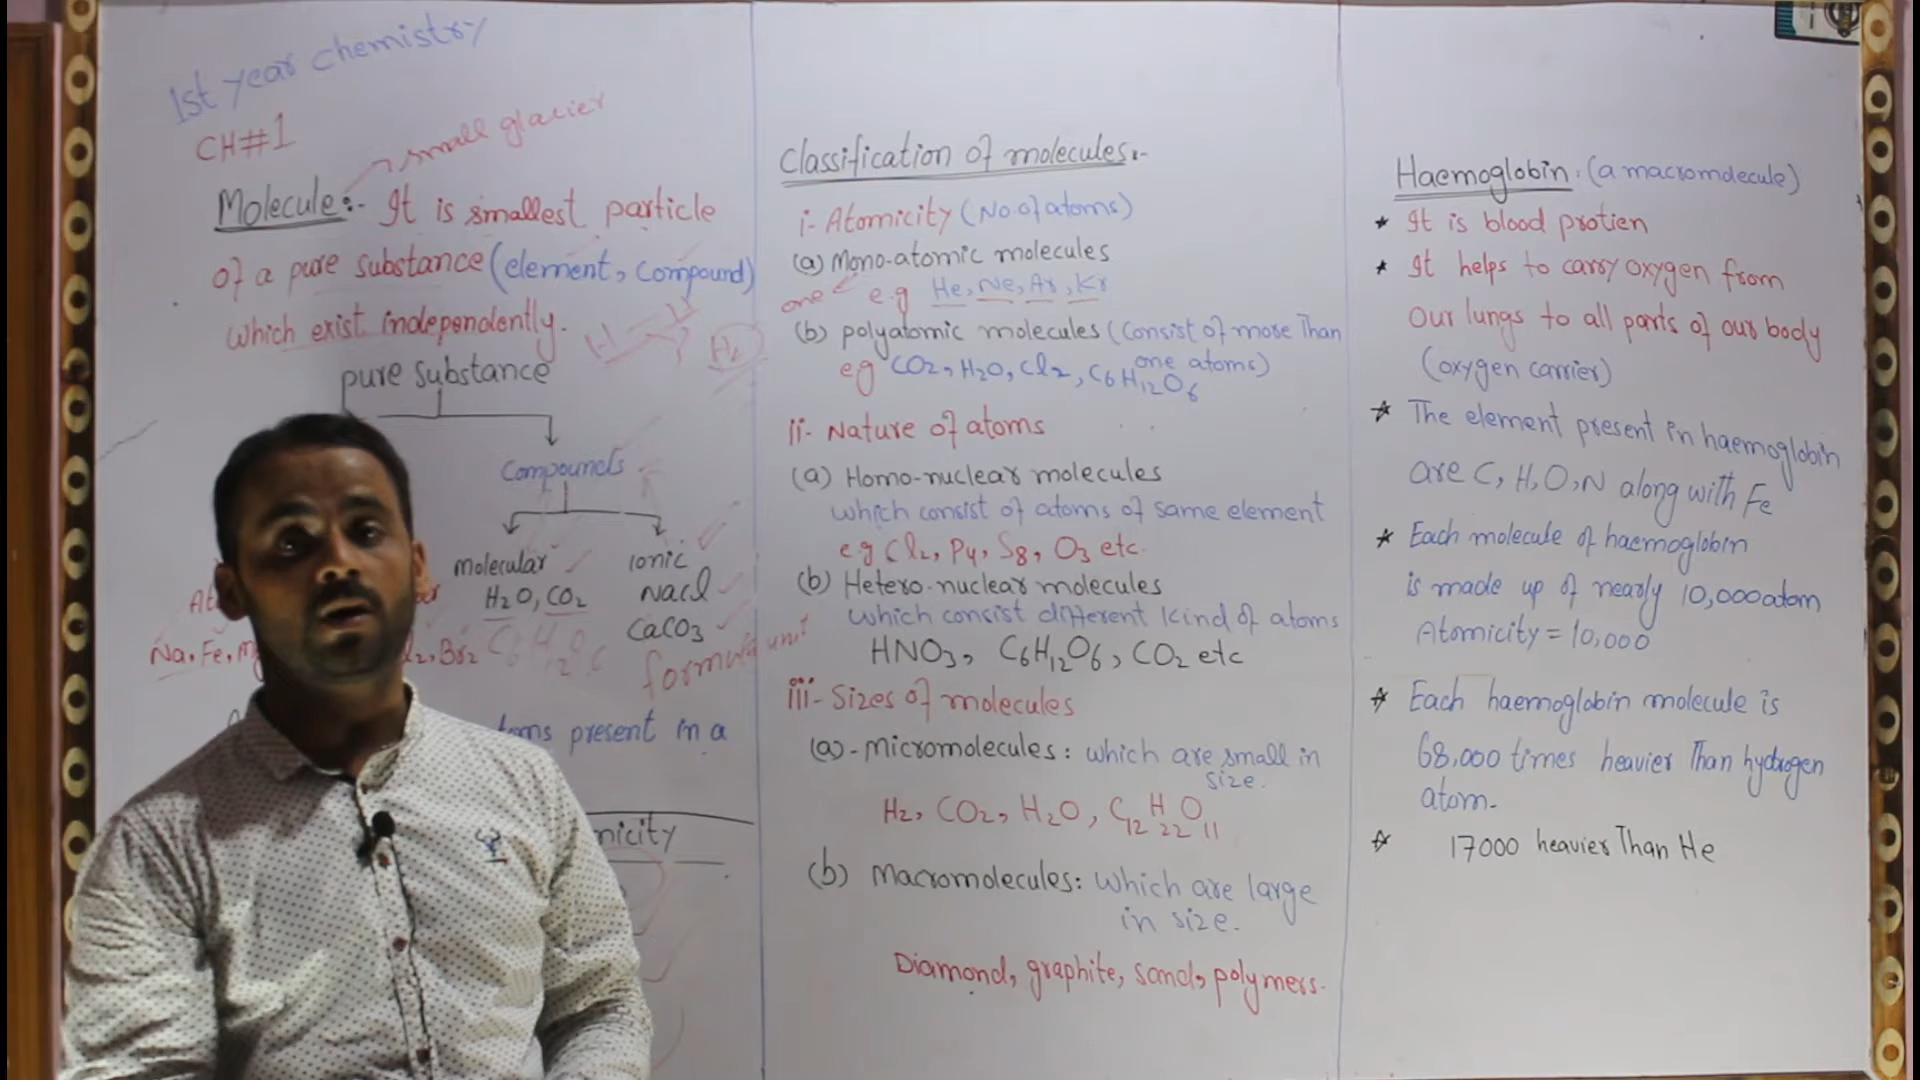 1st year chemistry
CH#1
small glacier
Molecule:- It is smallest particle
of a pure substance (element, compound)
which exist independently.
H H
H2
pure substance
compounds
molecular
ionic
H2O, CO2
Nacl
CaCO3
Na, Fe, Br2
C6H12O6
formula unit
present in a
Classification of molecules:-
i- Atomicity (No of atoms)
(a) Mono-atomic molecules
one e.g He, Ne, Ar, Kr
(b) polyatomic molecules (consist of more Than
one atoms)
eg CO2, H2O, Cl2, C6H12O6
ii- Nature of atoms
(a) Homo-nuclear molecules
which consist of atoms of same element
eg Cl2, P4, S8, O3 etc.
(b) Hetero-nuclear molecules
which consist different kind of atoms
HNO3, C6H12O6, CO2 etc
iii- Sizes of molecules
(a)- micromolecules: which are small in
size.
H2, CO2, H2O, C12H22O11
(b) macromolecules: which are large
in size.
Diamond, graphite, sand, polymers.
Haemoglobin: (a macromolecule)
* It is blood protien
* It helps to carry oxygen from
our lungs to all parts of our body
(oxygen carrier)
* The element present in haemoglobin
are C, H, O, N along with Fe
* Each molecule of haemoglobin
is made up of nearly 10,000 atom
Atomicity = 10,000
* Each haemoglobin molecule is
68,000 times heavier Than hydrogen
atom.
* 17000 heavier Than He